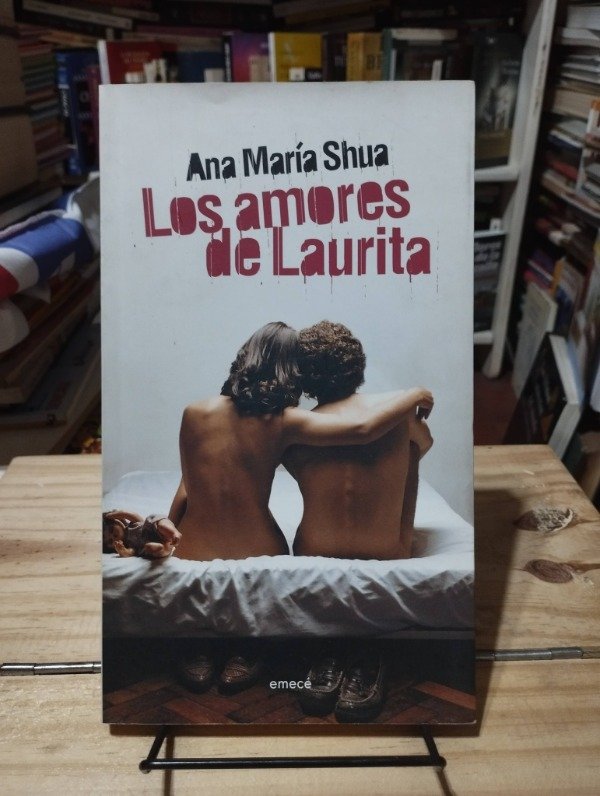 Ana María Shua
Los amores
de Laurita
emecé